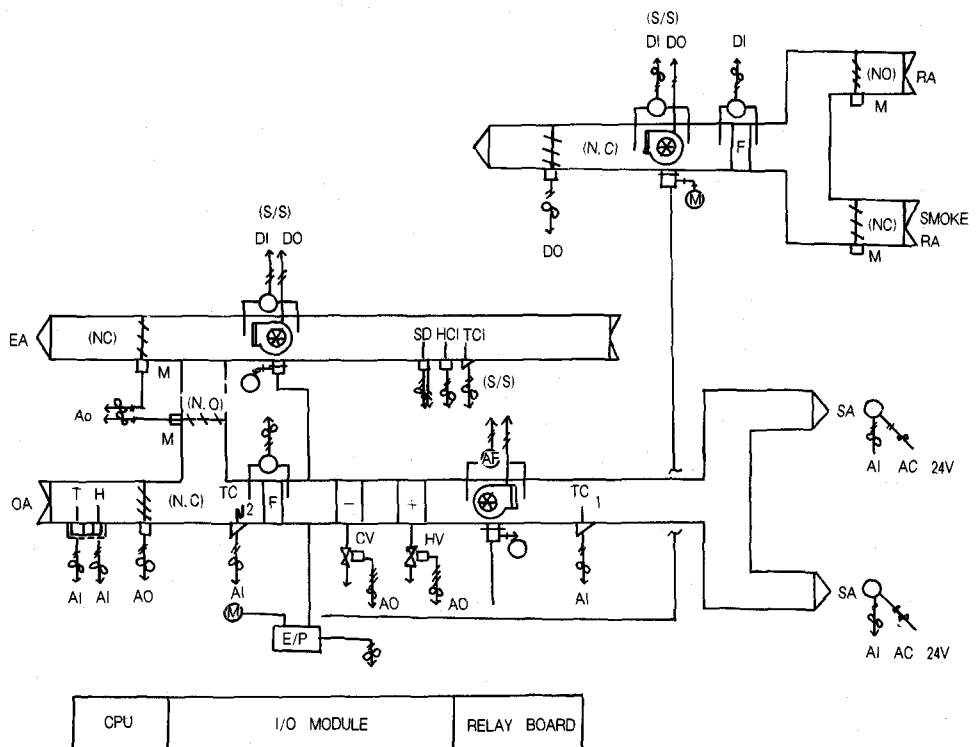 (S/S)
DI DO DI
(NO) RA
M
(N.C) F
M
(NC) SMOKE
RA
M
DO
(S/S)
DI DO
EA (NC)
SD HCI TCi
M
(S/S)
Ao (N.O)
M
SA
AI AC 24V
AF
OA T H (N.C) TC 2 F - + TC 1
CV HV
AI AI AO AI AO AO AI
M
E/P
SA
AI AC 24V
CPU I/O MODULE RELAY BOARD